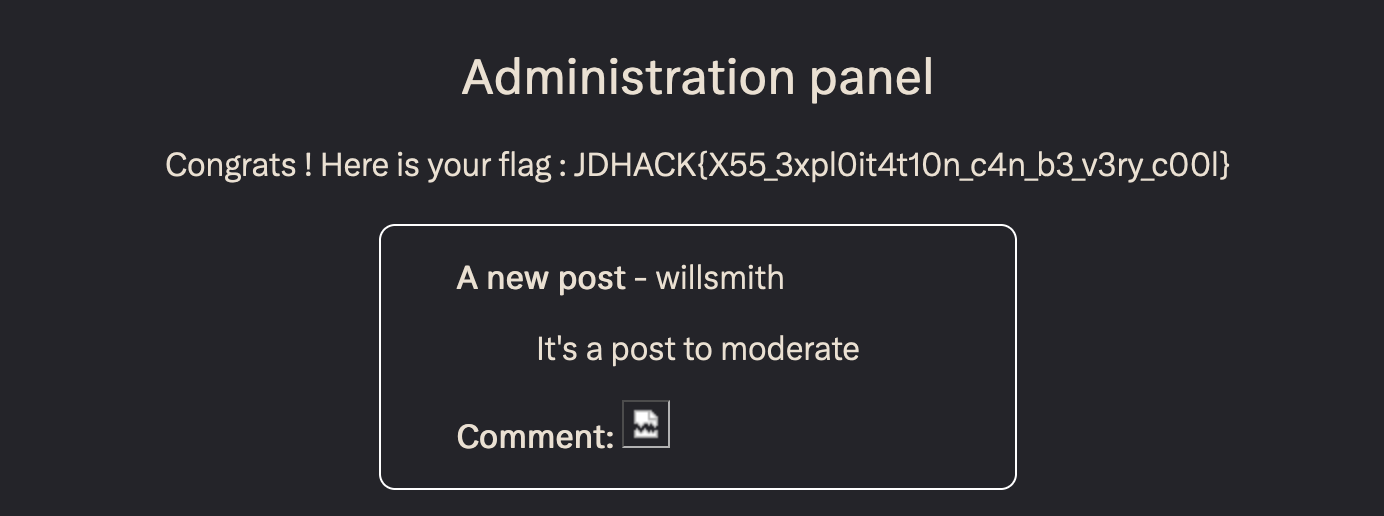 Administration panel
Congrats ! Here is your flag : JDHACK{X55_3xpl0it4t10n_c4n_b3_v3ry_c00l}
A new post - willsmith
It's a post to moderate
Comment: